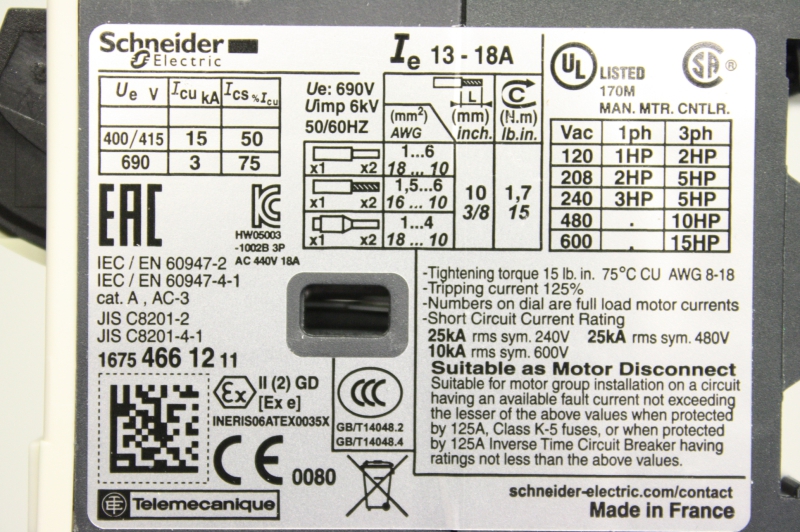 Schneider
Electric
Ie 13 - 18A
UL
LISTED
170M
MAN. MTR. CNTLR.
SA ®
Ue V Icu kA Ics % Icu
400/415 15 50
690 3 75
Ue: 690V
Uimp 6kV
50/60HZ
(mm²)
AWG
L
(mm)
inch.
C
(N.m)
lb.in.
x1 x2 1...6
18 ... 10
x1 x2 1,5...6
16 ... 10
x1 x2 1...4
18 ... 10
10
3/8
1,7
15
Vac 1ph 3ph
120 1HP 2HP
208 2HP 5HP
240 3HP 5HP
480 . 10HP
600 . 15HP
EAC
HW05003
-1002B 3P
AC 440V 18A
IEC / EN 60947-2
IEC / EN 60947-4-1
cat. A , AC-3
JIS C8201-2
JIS C8201-4-1
1675 466 12 11
-Tightening torque 15 lb. in. 75°C CU AWG 8-18
-Tripping current 125%
-Numbers on dial are full load motor currents
-Short Circuit Current Rating
25kA rms sym. 240V 25kA rms sym. 480V
10kA rms sym. 600V
Suitable as Motor Disconnect
Suitable for motor group installation on a circuit
having an available fault current not exceeding
the lesser of the above values when protected
by 125A, Class K-5 fuses, or when protected
by 125A Inverse Time Circuit Breaker having
ratings not less than the above values.
Ex II (2) GD
[Ex e]
INERIS06ATEX0035X
CCC
GB/T14048.2
GB/T14048.4
CE 0080
Telemecanique
schneider-electric.com/contact
Made in France